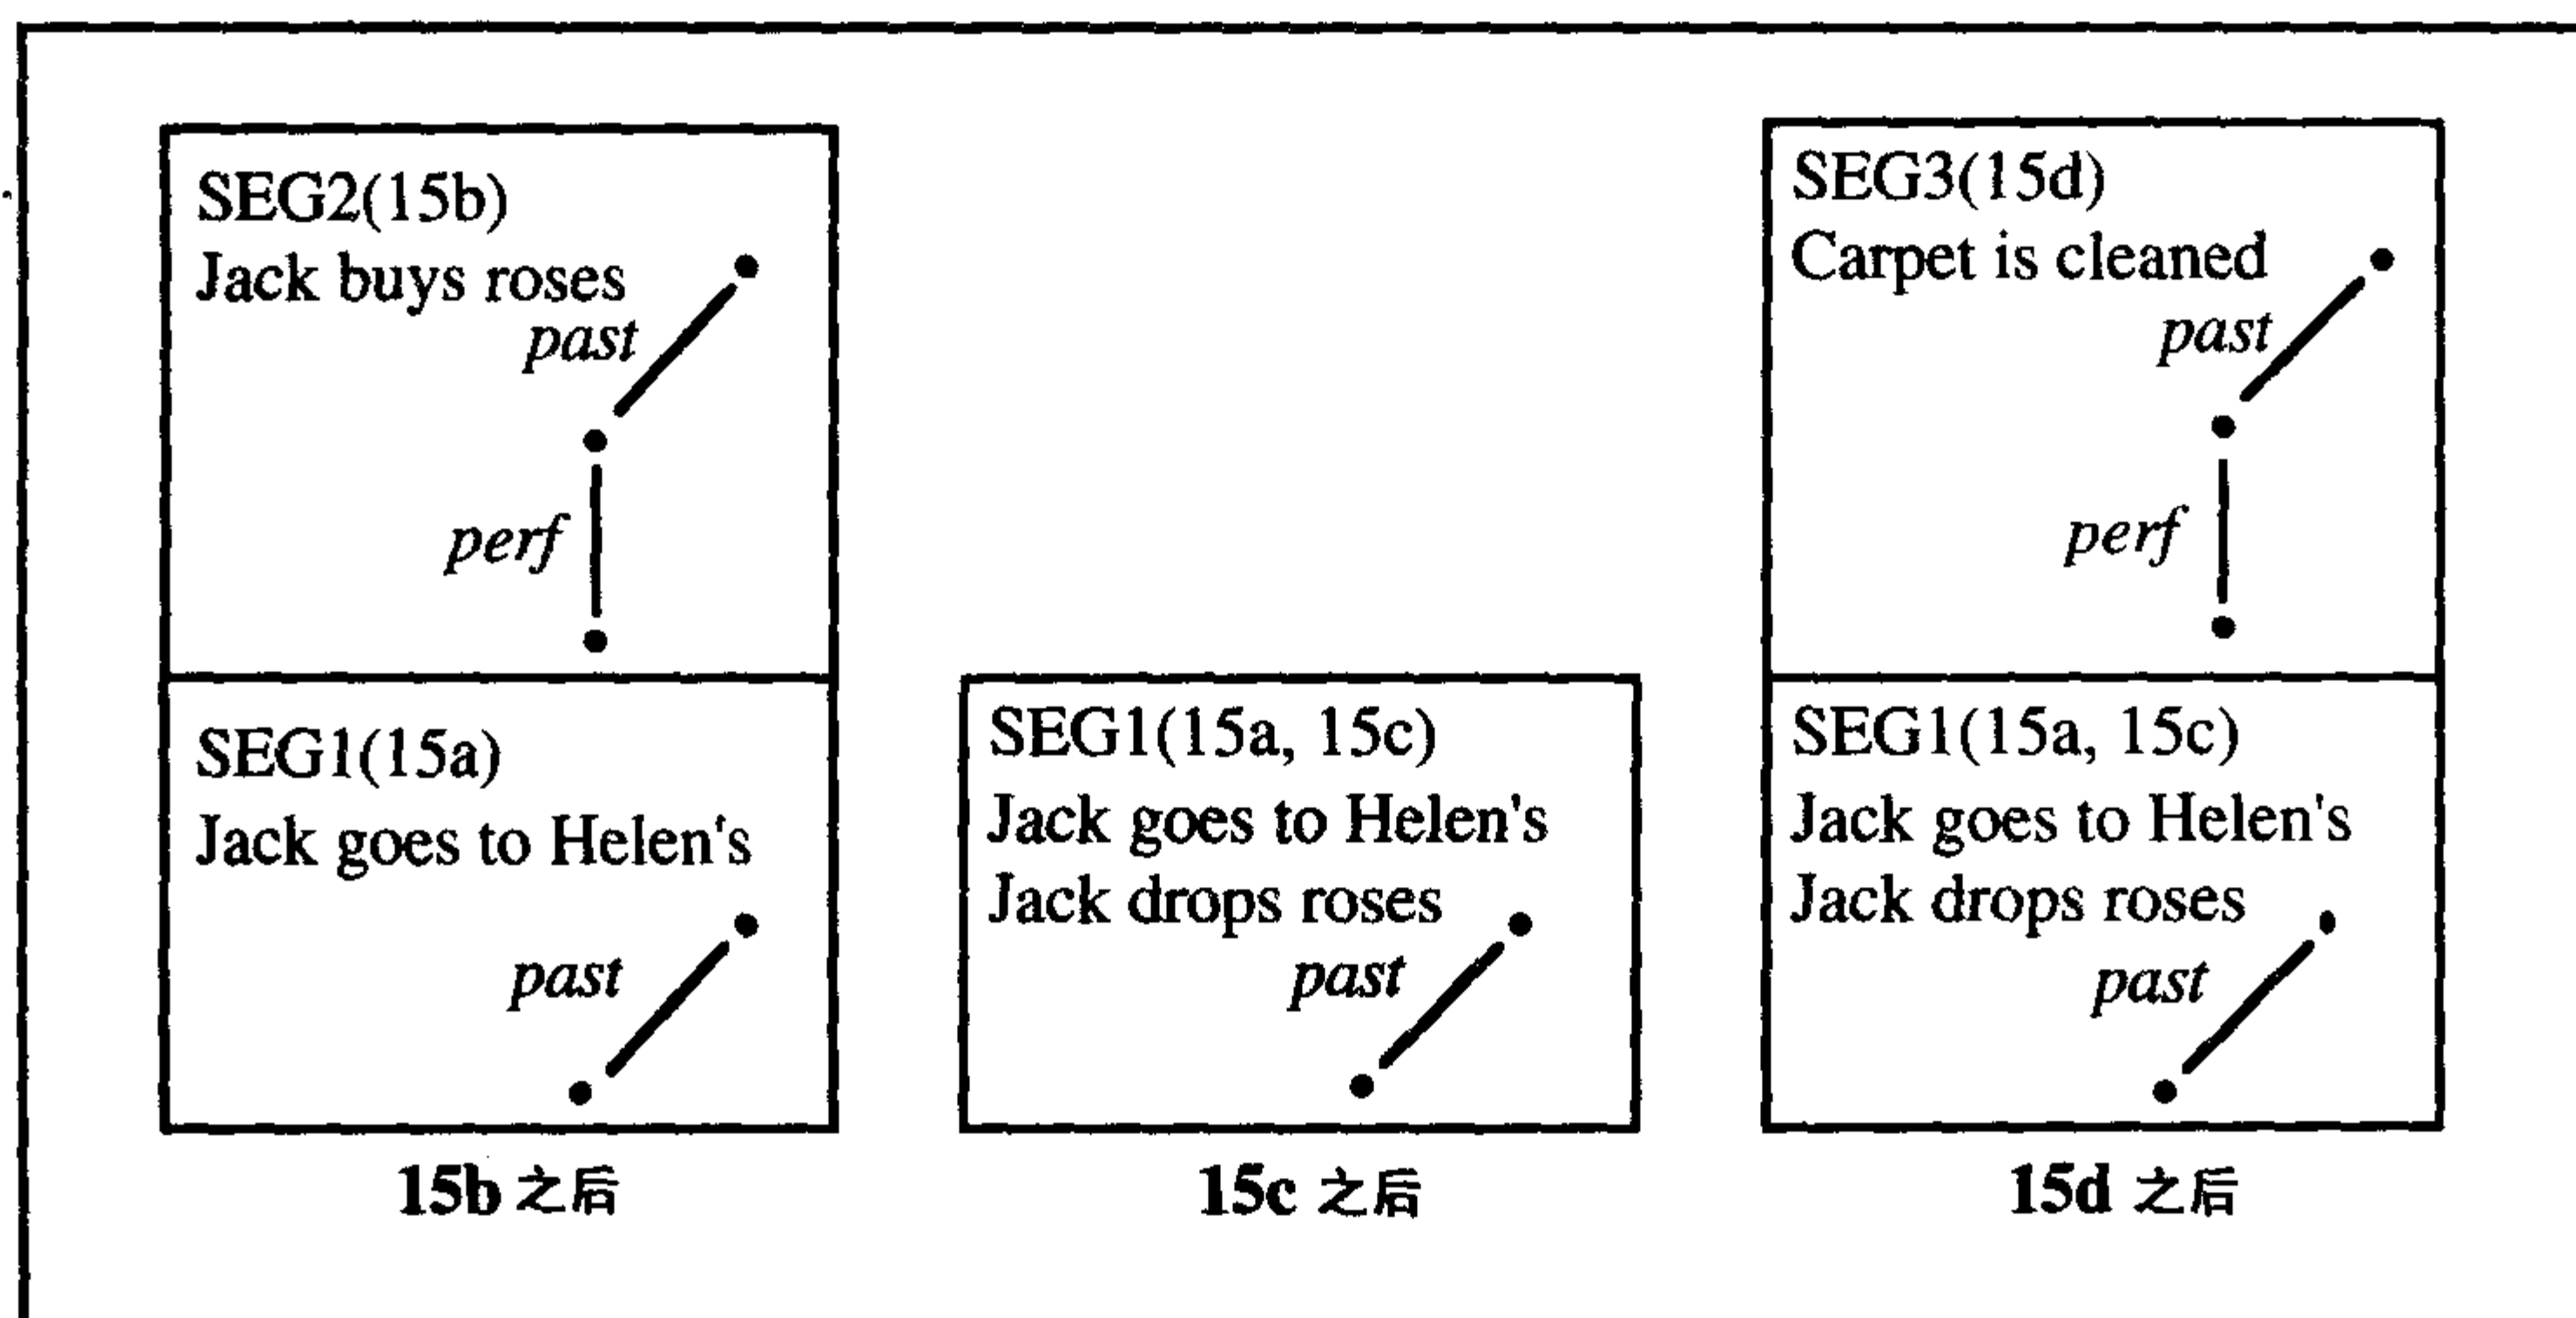 SEG2(15b)
Jack buys roses
past
perf
SEG1(15a)
Jack goes to Helen's
past
15b 之后
SEG1(15a, 15c)
Jack goes to Helen's
Jack drops roses
past
15c 之后
SEG3(15d)
Carpet is cleaned
past
perf
SEG1(15a, 15c)
Jack goes to Helen's
Jack drops roses
past
15d 之后